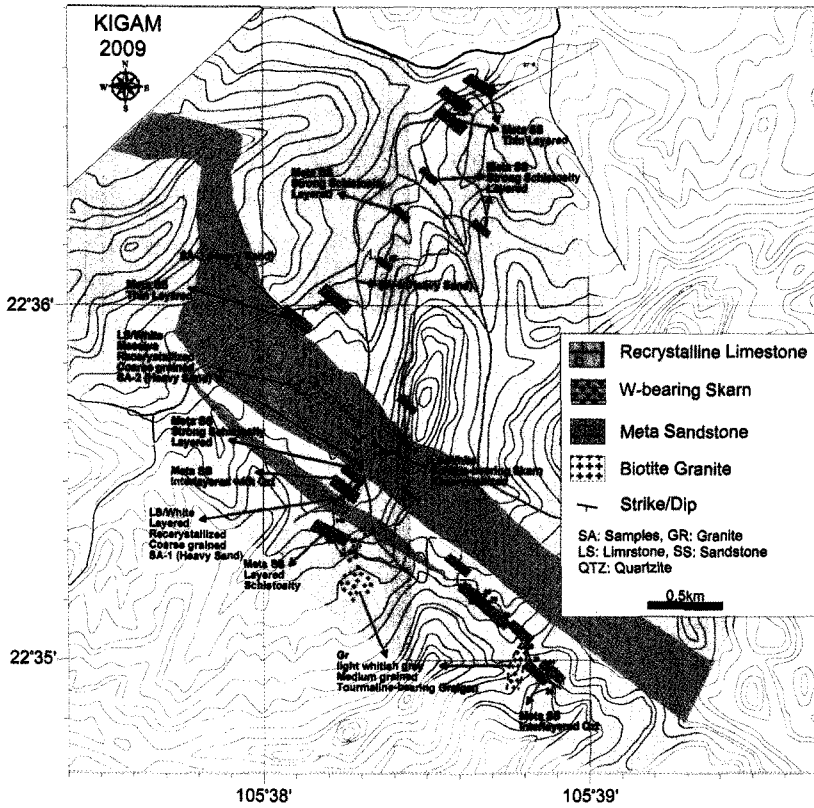 KIGAM
2009
N
W
S
S
Meta SS
Thin Layered
Meta SS
Strong Schistosity
Layered
Meta SS
Strong Schistosity
Layered
22°36'
Meta SS
Thin Layered
LS/White
Massive
Recrystallized
Coarse grained
SA-2 (Heavy Sand)
Meta SS
Strong Schistosity
Layered
Meta SS
Interlayered with Qtz
LS/White
Layered
Recerystallized
Coarse grained
SA-1 (Heavy Sand)
Meta SS
Layered
Schistosity
22°35'
Gr
light whitish grey
Medium grained
Tourmaline-bearing
Meta SS
Interlayered Qtz
105°38'
105°39'
Recrystalline Limestone
W-bearing Skarn
Meta Sandstone
Biotite Granite
Strike/Dip
SA: Samples, GR: Granite
LS: Limrstone, SS: Sandstone
QTZ: Quartzite
0.5km